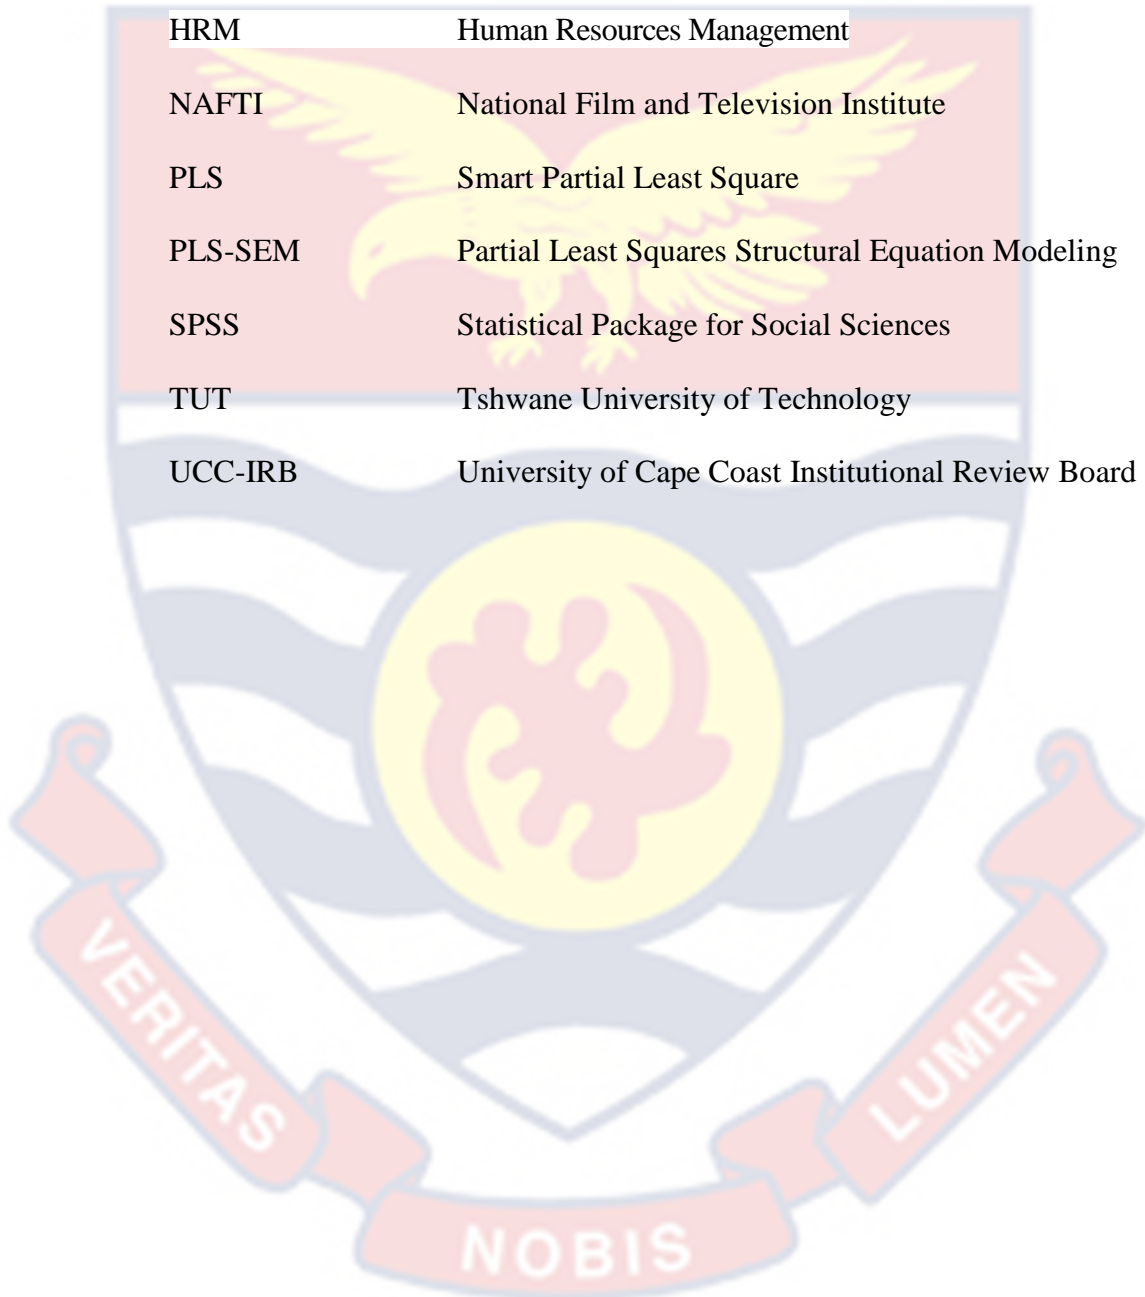 HRM Human Resources Management
NAFTI National Film and Television Institute
PLS Smart Partial Least Square
PLS-SEM Partial Least Squares Structural Equation Modeling
SPSS Statistical Package for Social Sciences
TUT Tshwane University of Technology
UCC-IRB University of Cape Coast Institutional Review Board
VERITAS
NOBIS
LUMEN